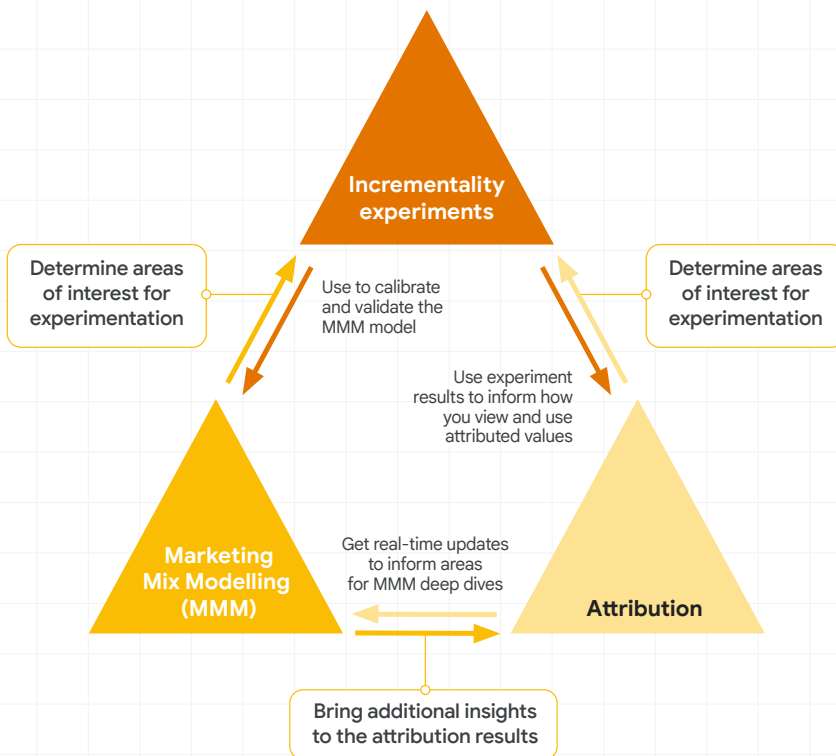 Incrementality
experiments
Determine areas
of interest for
experimentation
Use to calibrate
and validate the
MMM model
Determine areas
of interest for
experimentation
Use experiment
results to inform how
you view and use
attributed values
Marketing
Mix Modelling
(MMM)
Get real-time updates
to inform areas
for MMM deep dives
Attribution
Bring additional insights
to the attribution results